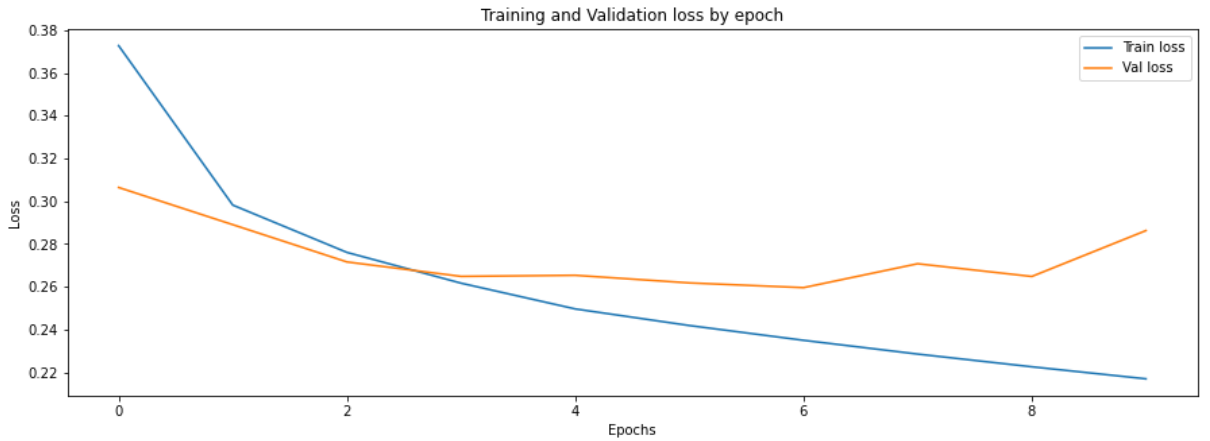 Training and Validation loss by epoch
Train loss
Val loss
0.38
0.36
0.34
0.32
0.30
0.28
0.26
0.24
0.22
Loss
0
2
4
6
8
Epochs